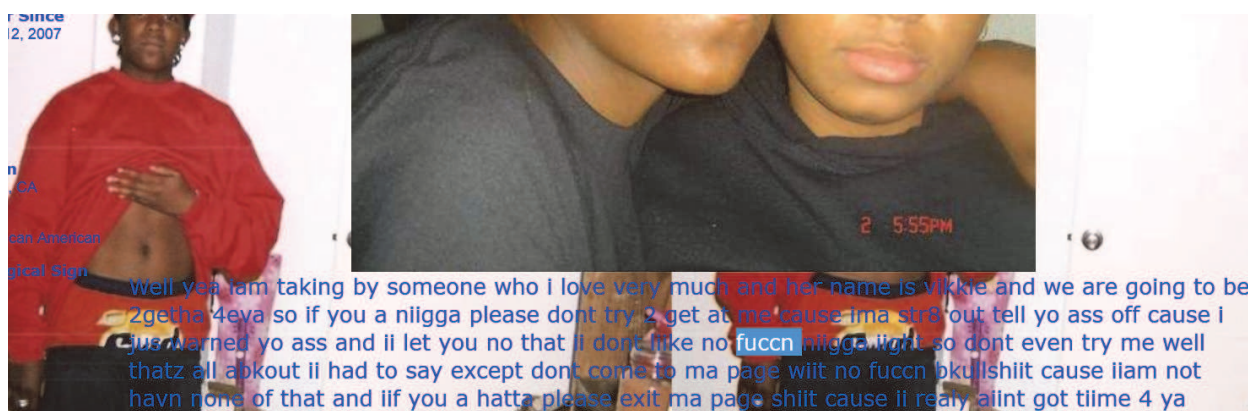 r Since
12, 2007
n
, CA
can American
gical Sign
2 5:55PM
Well yea iam taking by someone who i love very much and her name is vikkie and we are going to be
2getha 4eva so if you a niigga please dont try 2 get at me cause ima str8 out tell yo ass off cause i
jus warned yo ass and ii let you no that ii dont liike no fuccn niigga iight so dont even try me well
thatz all abkout ii had to say except dont come to ma page wiit no fuccn bkullshiit cause iiam not
havn none of that and iif you a hatta please exit ma page shiit cause ii realy aiint got tiime 4 ya